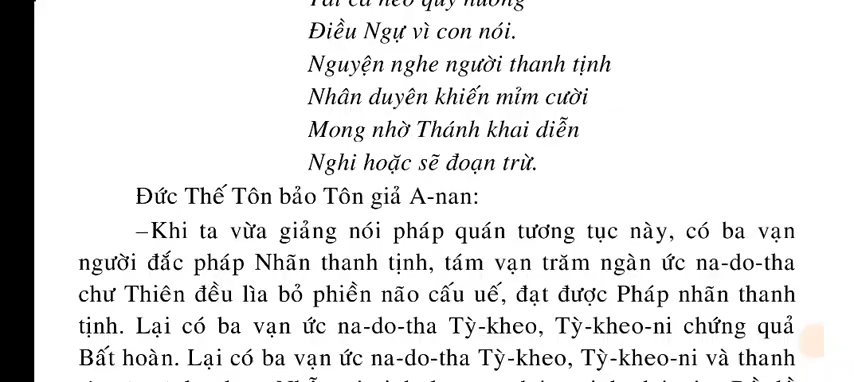 Tất cả nẻo quy hướng
Điều Ngự vì con nói.
Nguyện nghe người thanh tịnh
Nhân duyên khiến mỉm cười
Mong nhờ Thánh khai diễn
Nghi hoặc sẽ đoạn trừ.
Đức Thế Tôn bảo Tôn giả A-nan:
–Khi ta vừa giảng nói pháp quán tương tục này, có ba vạn
người đắc pháp Nhãn thanh tịnh, tám vạn trăm ngàn ức na-do-tha
chư Thiên đều lìa bỏ phiền não cấu uế, đạt được Pháp nhãn thanh
tịnh. Lại có ba vạn ức na-do-tha Tỳ-kheo, Tỳ-kheo-ni chứng quả
Bất hoàn. Lại có ba vạn ức na-do-tha Tỳ-kheo, Tỳ-kheo-ni và thanh